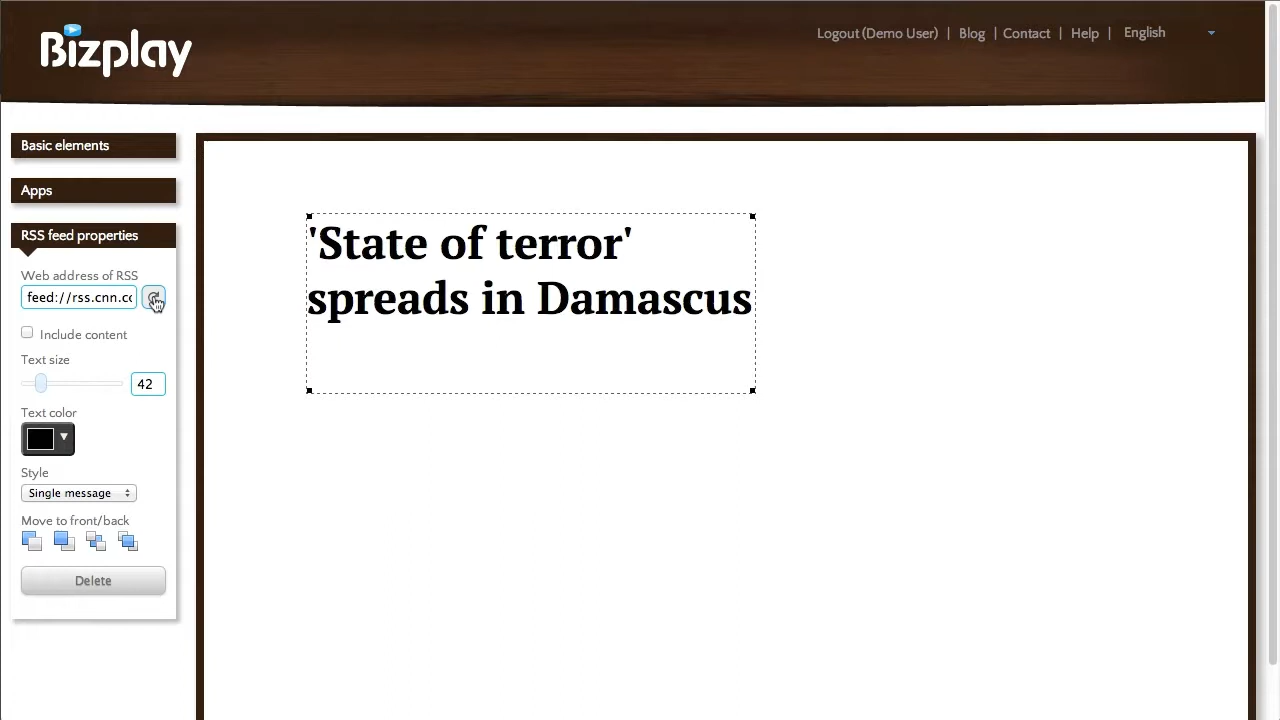 Bizplay
Logout (Demo User) | Blog | Contact | Help | English
Basic elements
Apps
RSS feed properties
Web address of RSS
feed://rss.cnn.co
Include content
Text size
42
Text color
Style
Single message
Move to front/back
Delete
'State of terror'
spreads in Damascus